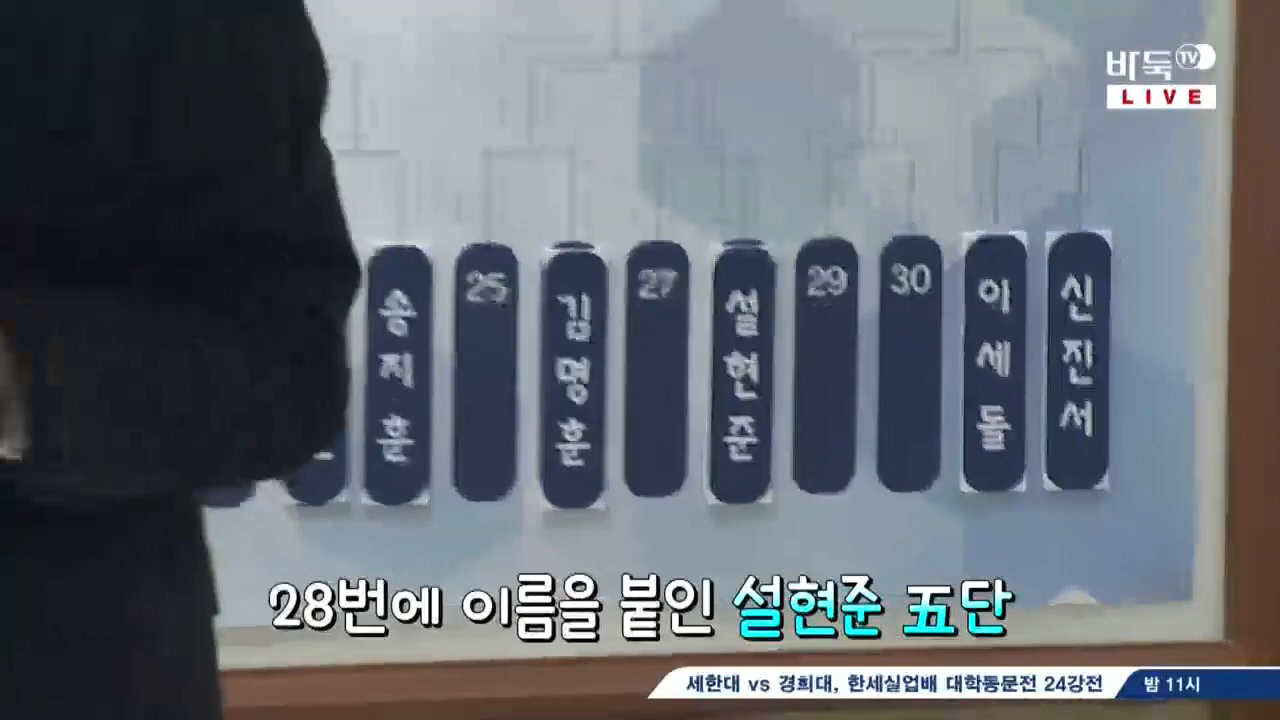 바둑TV
LIVE
송지훈
25
김명훈
27
설현준
29
30
이세돌
신진서
28번에 이름을 붙인 설현준 五단
세한대 vs 경희대, 한세실업배 대학동문전 24강전
밤 11시